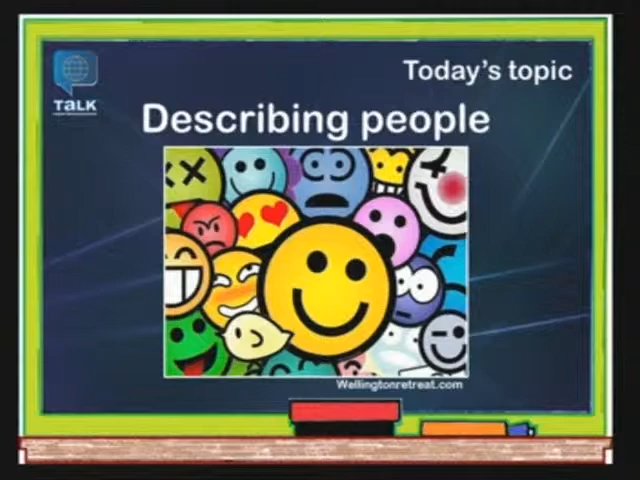 Today's topic
TaLK
Describing people
Wellingtonretreat.com